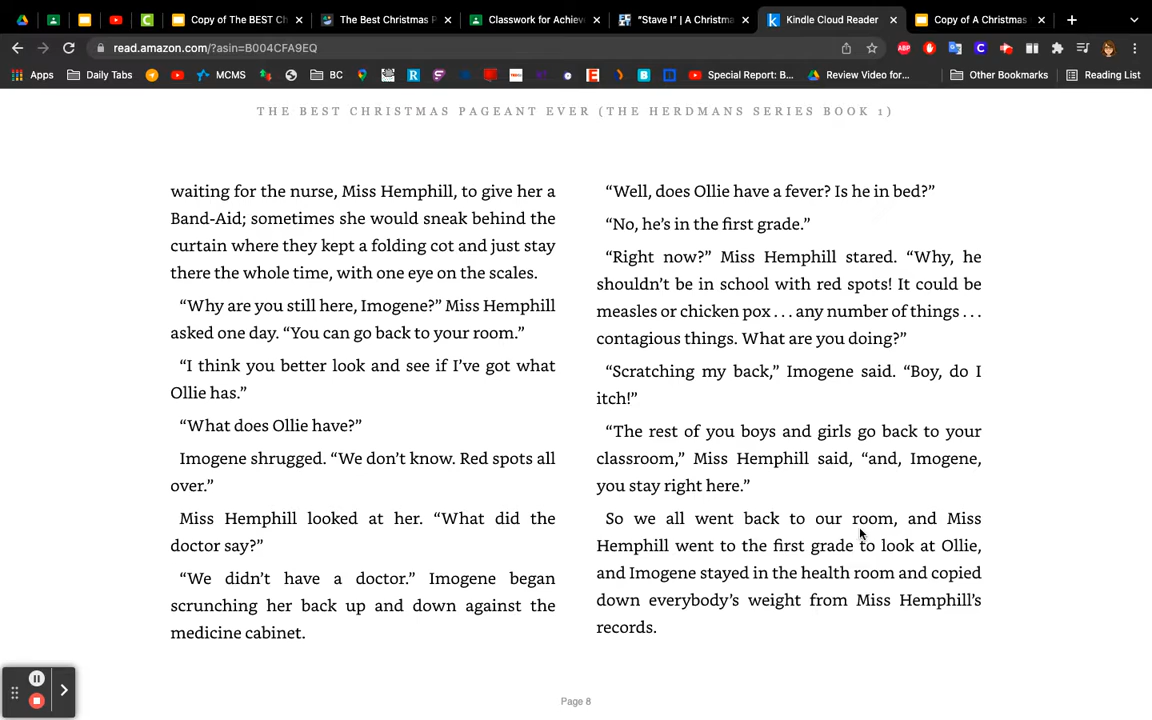 Copy of The BEST Ch
The Best Christmas P
Classwork for Achiev
"Stave I" | A Christma
Kindle Cloud Reader
Copy of A Christmas
read.amazon.com/?asin=B004CFA9EQ
Apps
Daily Tabs
MCMS
BC
Special Report: B...
Review Video for...
Other Bookmarks
Reading List
THE BEST CHRISTMAS PAGEANT EVER (THE HERDMANS SERIES BOOK 1)
waiting for the nurse, Miss Hemphill, to give her a
Band-Aid; sometimes she would sneak behind the
curtain where they kept a folding cot and just stay
there the whole time, with one eye on the scales.
“Why are you still here, Imogene?” Miss Hemphill
asked one day. “You can go back to your room.”
“I think you better look and see if I’ve got what
Ollie has.”
“What does Ollie have?”
Imogene shrugged. “We don’t know. Red spots all
over.”
Miss Hemphill looked at her. “What did the
doctor say?”
“We didn’t have a doctor.” Imogene began
scrunching her back up and down against the
medicine cabinet.
“Well, does Ollie have a fever? Is he in bed?”
“No, he’s in the first grade.”
“Right now?” Miss Hemphill stared. “Why, he
shouldn’t be in school with red spots! It could be
measles or chicken pox . . . any number of things . . .
contagious things. What are you doing?”
“Scratching my back,” Imogene said. “Boy, do I
itch!”
“The rest of you boys and girls go back to your
classroom,” Miss Hemphill said, “and, Imogene,
you stay right here.”
So we all went back to our room, and Miss
Hemphill went to the first grade to look at Ollie,
and Imogene stayed in the health room and copied
down everybody’s weight from Miss Hemphill’s
records.
Page 8